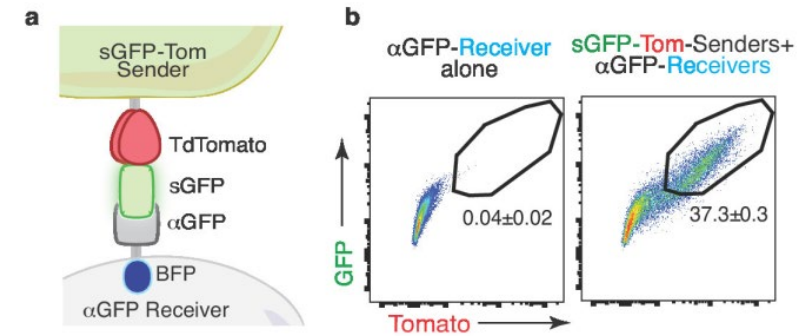 a
sGFP-Tom
Sender
TdTomato
sGFP
αGFP
BFP
αGFP Receiver
b
αGFP-Receiver
alone
sGFP-Tom-Senders+
αGFP-Receivers
0.04±0.02
37.3±0.3
GFP
Tomato